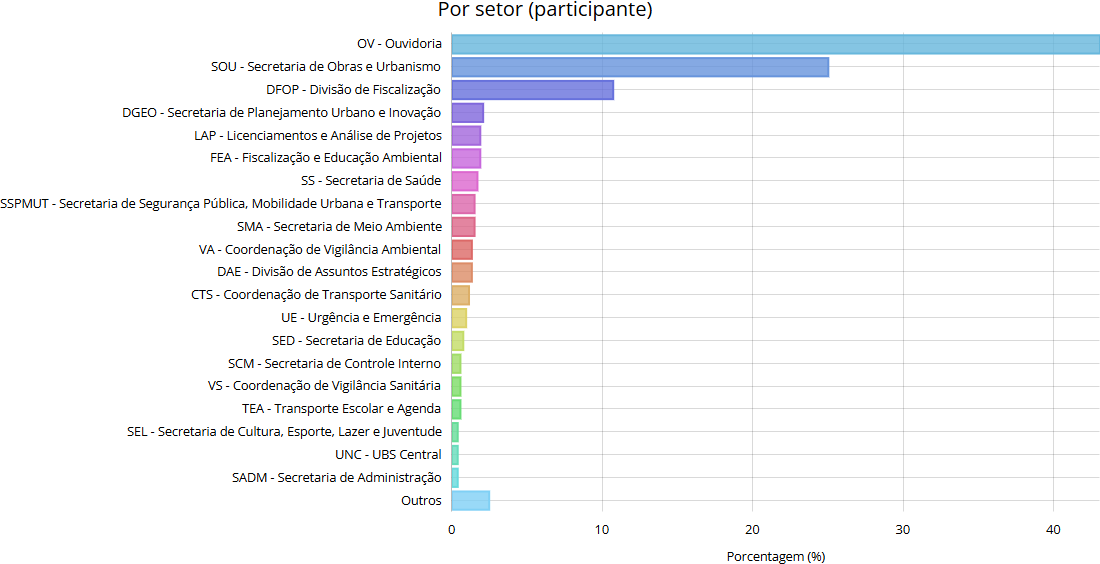 Por setor (participante)
OV - Ouvidoria
SOU - Secretaria de Obras e Urbanismo
DFOP - Divisão de Fiscalização
DGEO - Secretaria de Planejamento Urbano e Inovação
LAP - Licenciamentos e Análise de Projetos
FEA - Fiscalização e Educação Ambiental
SS - Secretaria de Saúde
SSPMUT - Secretaria de Segurança Pública, Mobilidade Urbana e Transporte
SMA - Secretaria de Meio Ambiente
VA - Coordenação de Vigilância Ambiental
DAE - Divisão de Assuntos Estratégicos
CTS - Coordenação de Transporte Sanitário
UE - Urgência e Emergência
SED - Secretaria de Educação
SCM - Secretaria de Controle Interno
VS - Coordenação de Vigilância Sanitária
TEA - Transporte Escolar e Agenda
SEL - Secretaria de Cultura, Esporte, Lazer e Juventude
UNC - UBS Central
SADM - Secretaria de Administração
Outros
0 10 20 30 40
Porcentagem (%)